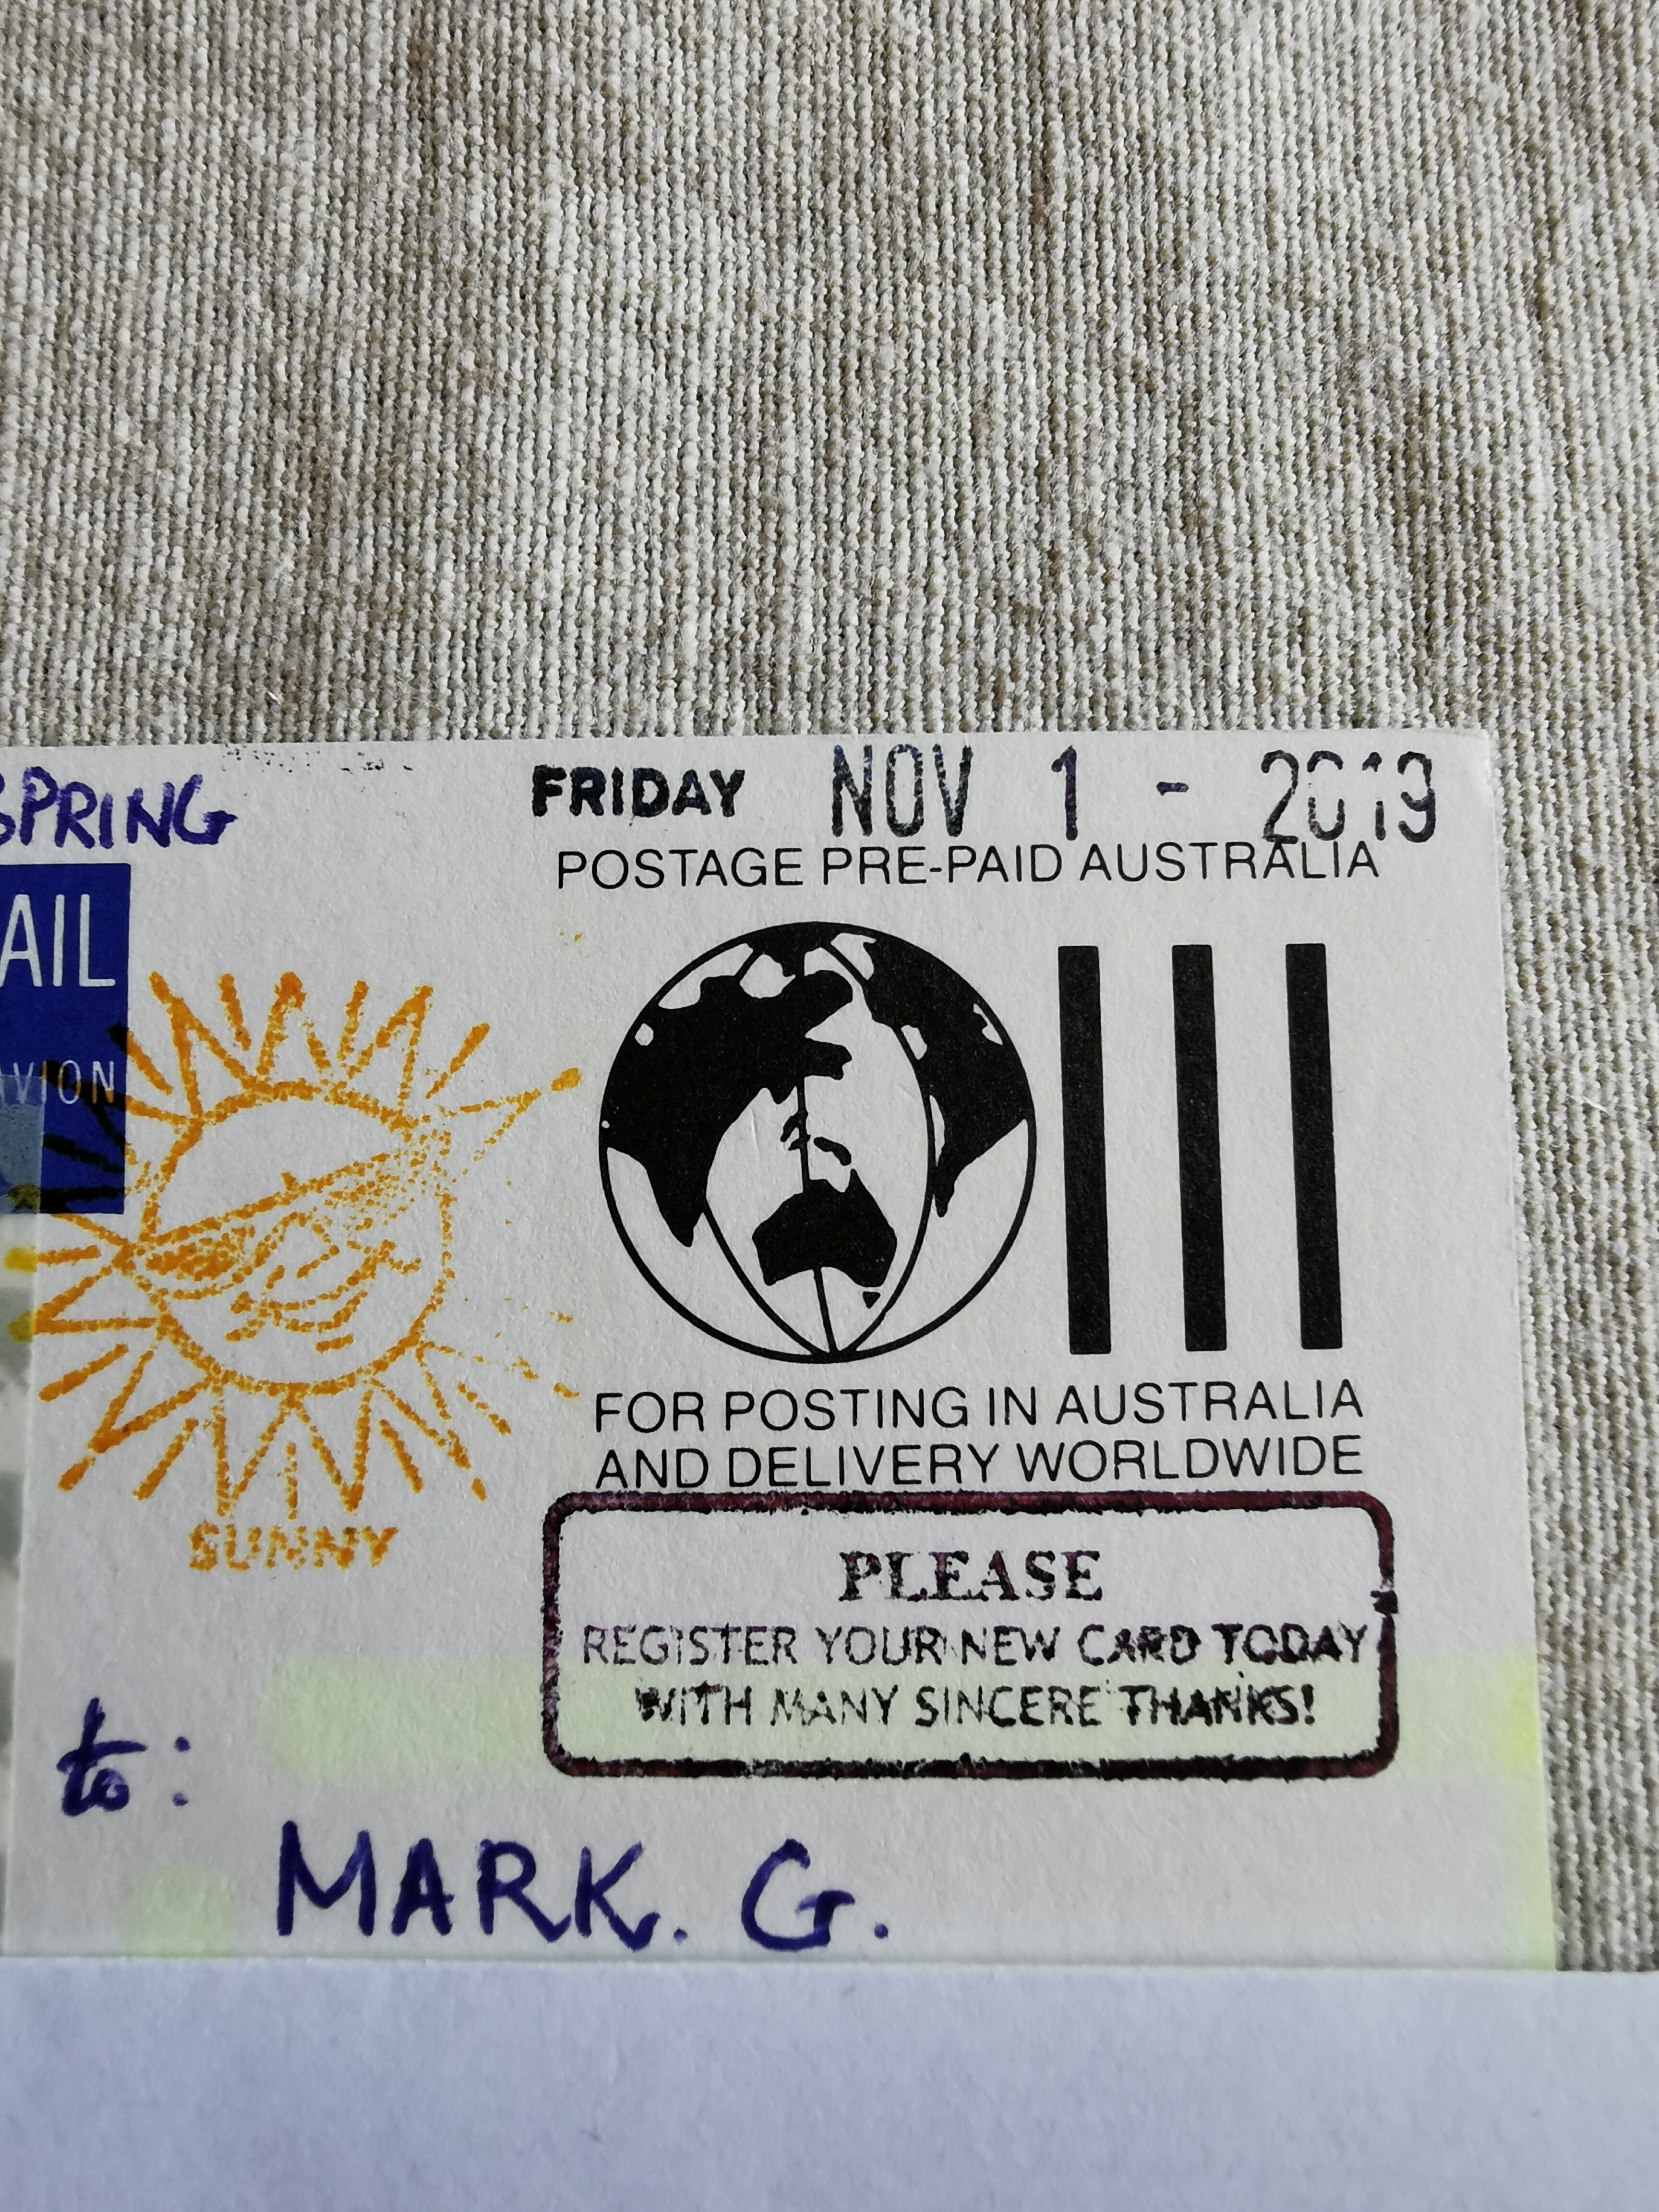 SPRING
FRIDAY NOV 1 - 2019
POSTAGE PRE-PAID AUSTRALIA
AIL
AVION
FOR POSTING IN AUSTRALIA
AND DELIVERY WORLDWIDE
SUNNY
PLEASE
REGISTER YOUR NEW CARD TODAY
WITH MANY SINCERE THANKS!
to:
MARK. G.